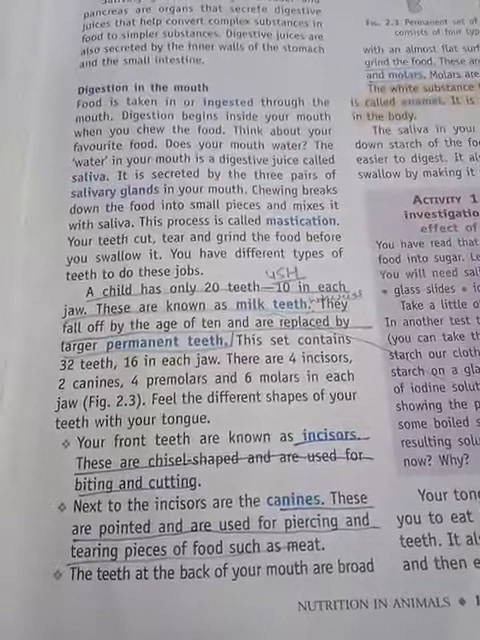 pancreas are organs that secrete digestive
juices that help convert complex substances in
food to simpler substances. Digestive juices are
also secreted by the inner walls of the stomach
and the small intestine.
Digestion in the mouth
Food is taken in or ingested through the
mouth. Digestion begins inside your mouth
when you chew the food. Think about your
favourite food. Does your mouth water? The
'water' in your mouth is a digestive juice called
saliva. It is secreted by the three pairs of
salivary glands in your mouth. Chewing breaks
down the food into small pieces and mixes it
with saliva. This process is called mastication.
Your teeth cut, tear and grind the food before
you swallow it. You have different types of
teeth to do these jobs.
A child has only 20 teeth—10 in each
jaw. These are known as milk teeth. They
fall off by the age of ten and are replaced by
larger permanent teeth. This set contains
32 teeth, 16 in each jaw. There are 4 incisors,
2 canines, 4 premolars and 6 molars in each
jaw (Fig. 2.3). Feel the different shapes of your
teeth with your tongue.
❖ Your front teeth are known as incisors.
These are chisel-shaped and are used for
biting and cutting.
❖ Next to the incisors are the canines. These
are pointed and are used for piercing and
tearing pieces of food such as meat.
❖ The teeth at the back of your mouth are broad
FIG. 2.3 Permanent set of
consists of four typ
with an almost flat surf
grind the food. These ar
and molars. Molars are
The white substance
is called enamel. It is
in the body.
The saliva in your
down starch of the fo
easier to digest. It al
swallow by making it
ACTIVITY 1
investigatio
effect of
You have read that
food into sugar. Le
You will need sal
• glass slides •
Take a little o
In another test t
(you can take th
starch our cloth
starch on a gla
of iodine solut
showing the p
some boiled s
resulting solu
now? Why?
Your tong
you to eat
teeth. It al
and then e
NUTRITION IN ANIMALS ◆ 1